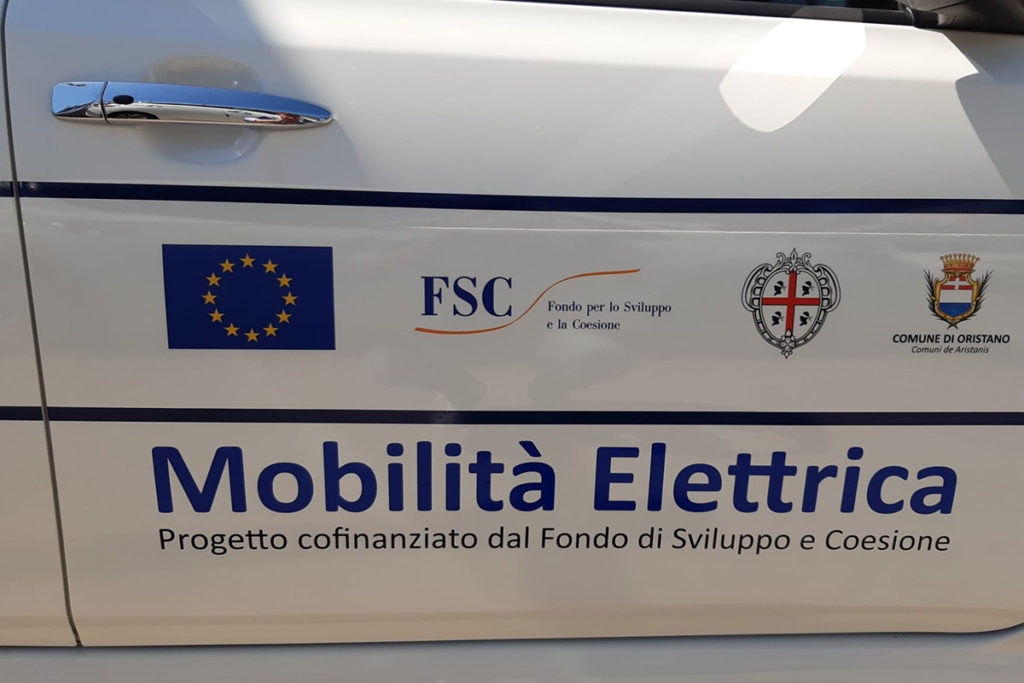 FSC
Fondo per lo Sviluppo
e la Coesione
COMUNE DI ORISTANO
Comuni de Aristanis
Mobilità Elettrica
Progetto cofinanziato dal Fondo di Sviluppo e Coesione